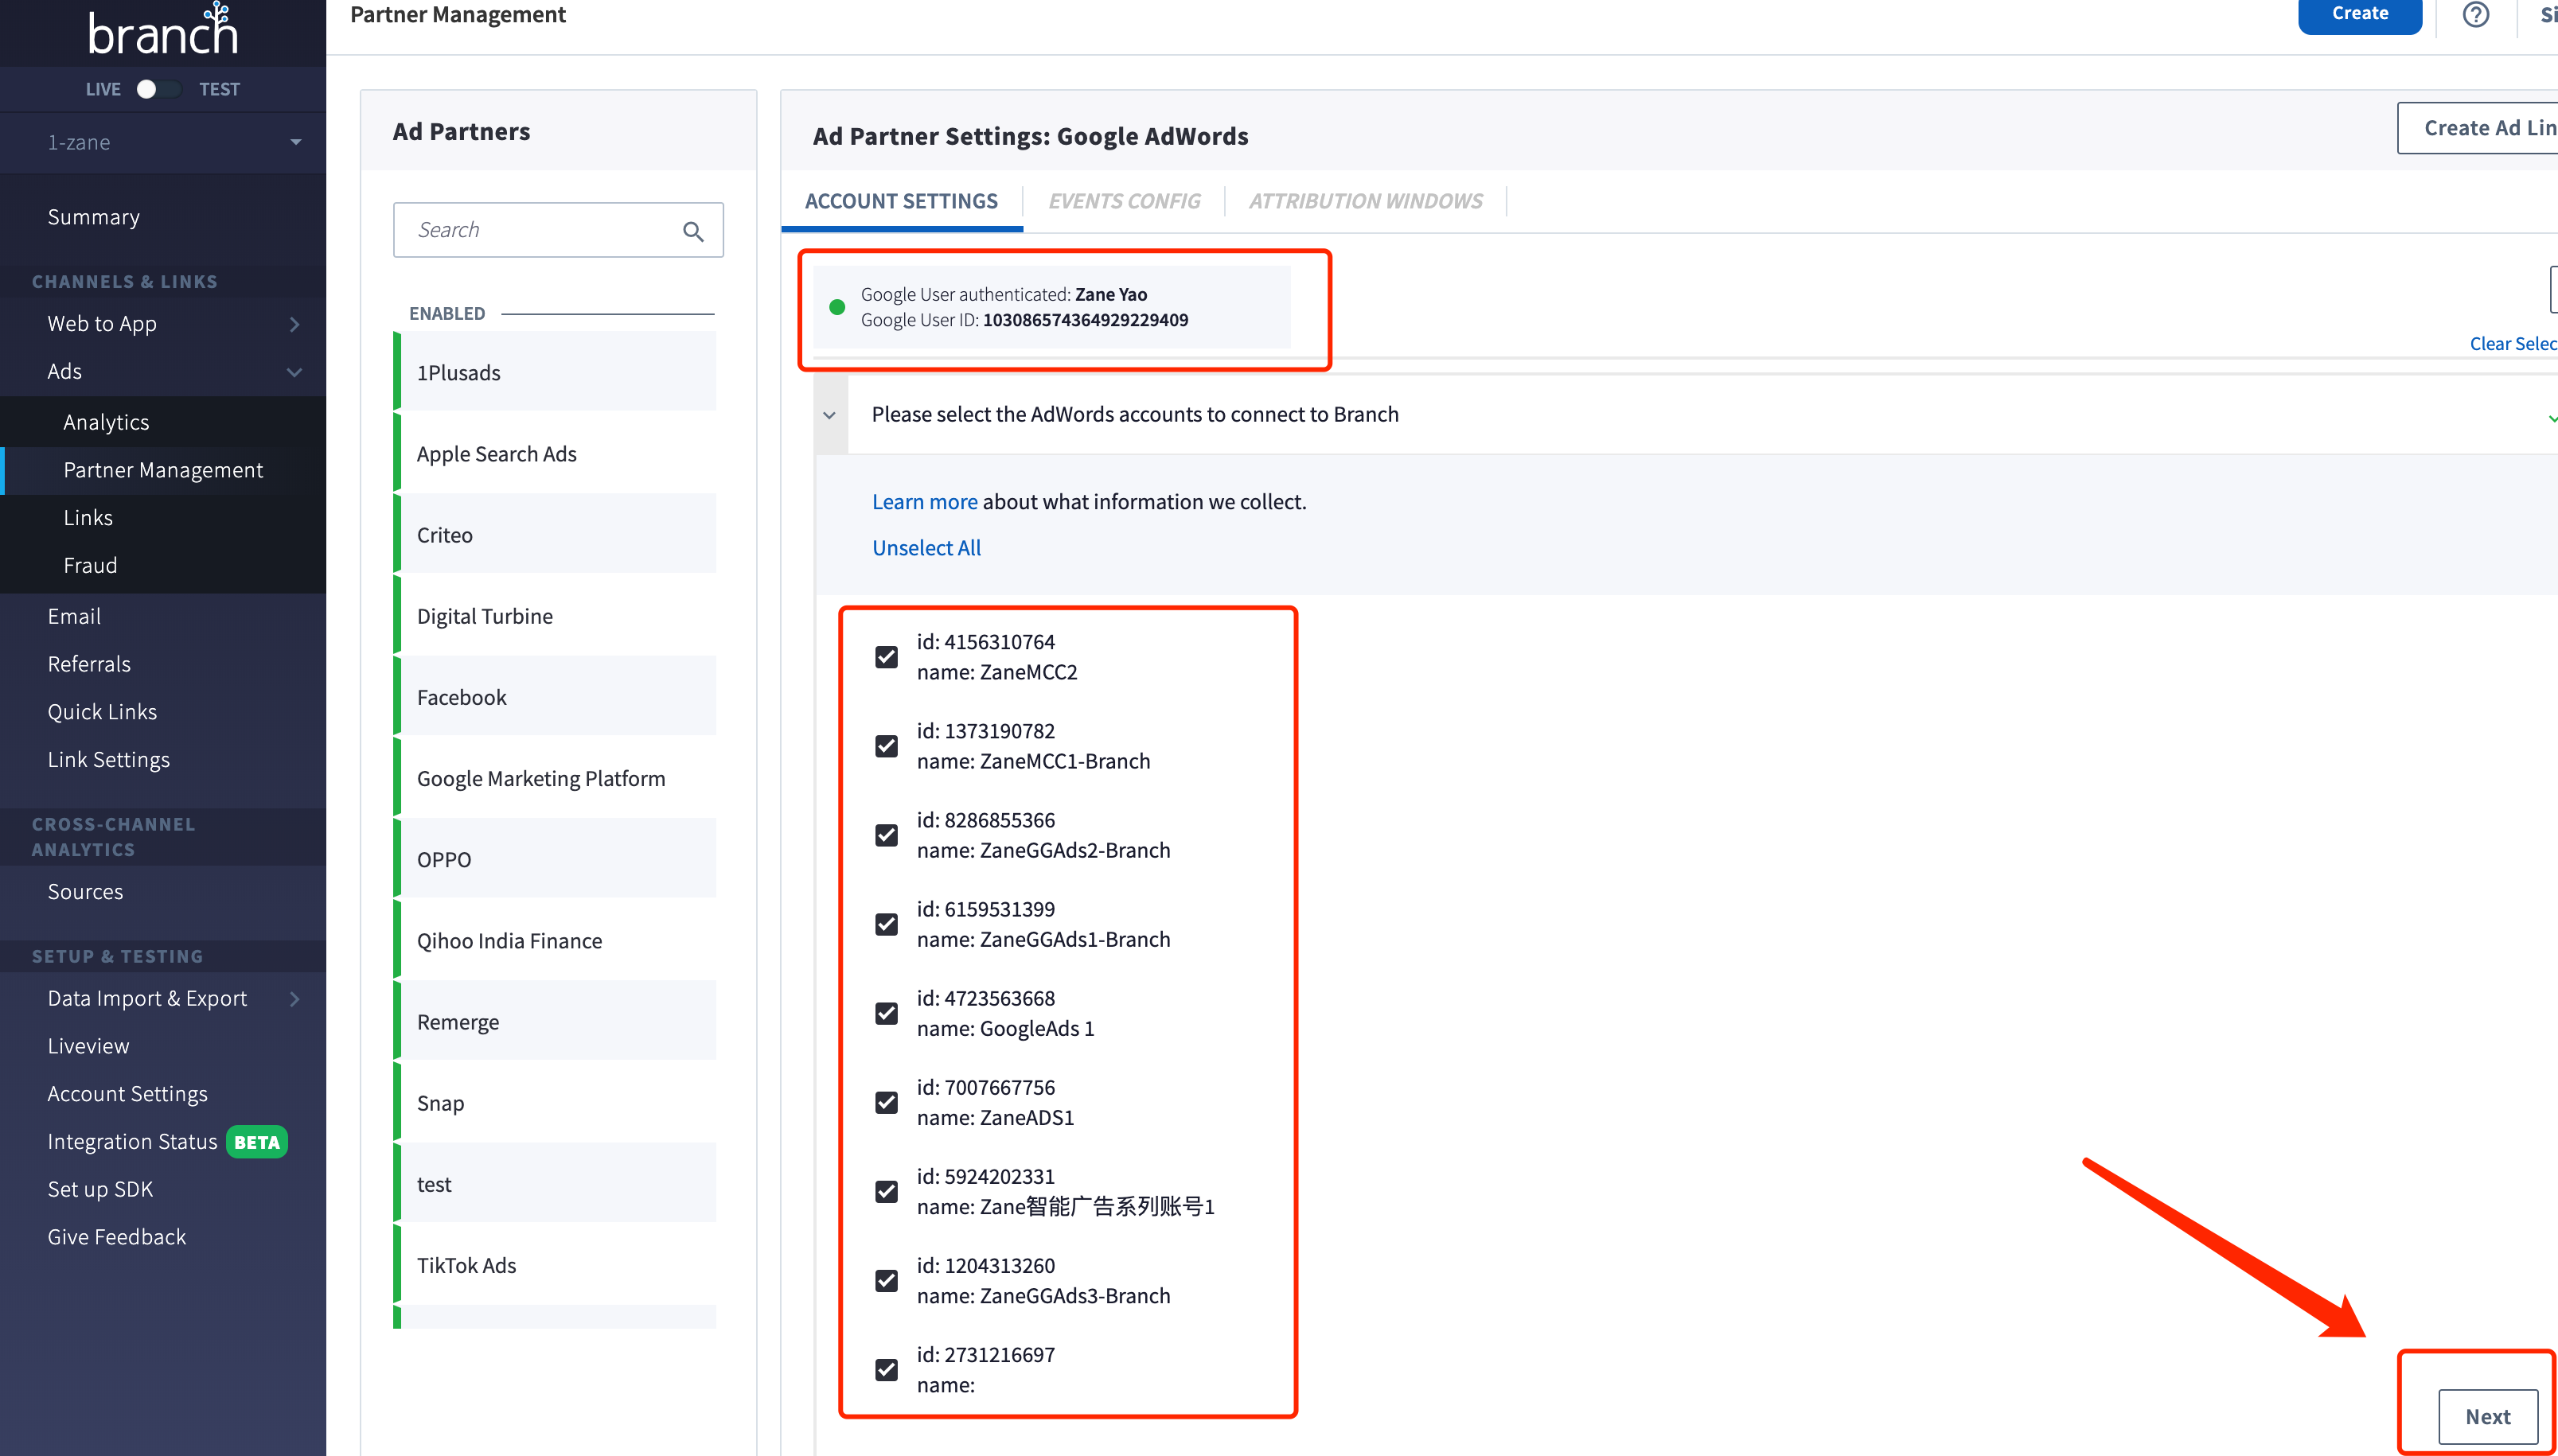 branch
LIVE TEST
1-zane
Summary
CHANNELS & LINKS
Web to App
Ads
Analytics
Partner Management
Links
Fraud
Email
Referrals
Quick Links
Link Settings
CROSS-CHANNEL
ANALYTICS
Sources
SETUP & TESTING
Data Import & Export
Liveview
Account Settings
Integration Status BETA
Set up SDK
Give Feedback
Partner Management
Create
?
Si
Ad Partners
Search
ENABLED
1Plusads
Apple Search Ads
Criteo
Digital Turbine
Facebook
Google Marketing Platform
OPPO
Qihoo India Finance
Remerge
Snap
test
TikTok Ads
Ad Partner Settings: Google AdWords
Create Ad Lin
ACCOUNT SETTINGS
EVENTS CONFIG
ATTRIBUTION WINDOWS
Google User authenticated: Zane Yao
Google User ID: 103086574364929229409
Clear Selec
Please select the AdWords accounts to connect to Branch
Learn more about what information we collect.
Unselect All
id: 4156310764
name: ZaneMCC2
id: 1373190782
name: ZaneMCC1-Branch
id: 8286855366
name: ZaneGGAds2-Branch
id: 6159531399
name: ZaneGGAds1-Branch
id: 4723563668
name: GoogleAds 1
id: 7007667756
name: ZaneADS1
id: 5924202331
name: Zane智能广告系列账号1
id: 1204313260
name: ZaneGGAds3-Branch
id: 2731216697
name:
Next